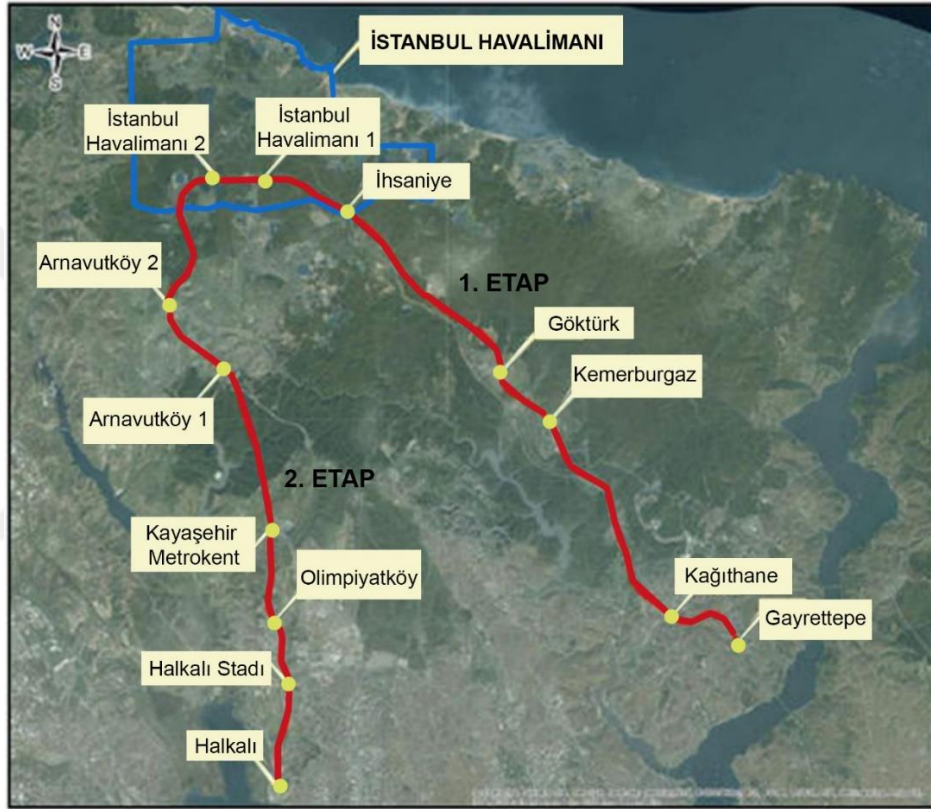 N
W E
S
İSTANBUL HAVALİMANI
İstanbul
Havalimanı 2
İstanbul
Havalimanı 1
İhsaniye
Arnavutköy 2
1. ETAP
Göktürk
Kemerburgaz
Arnavutköy 1
2. ETAP
Kayaşehir
Metrokent
Olimpiyatköy
Kağıthane
Gayrettepe
Halkalı Stadı
Halkalı